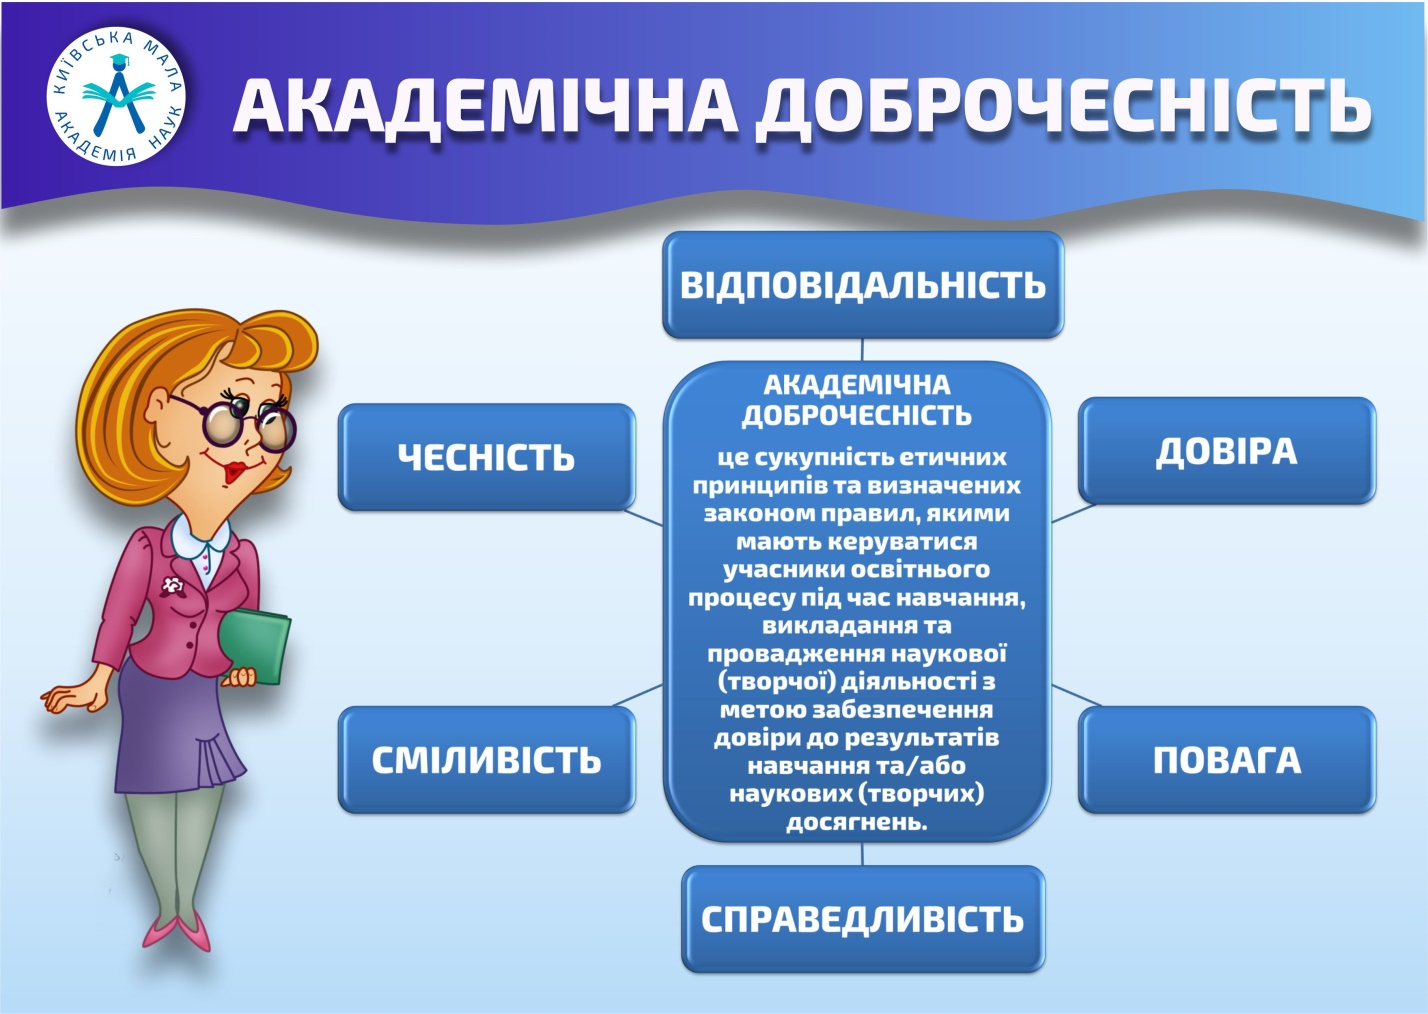 КИЇВСЬКА МАЛА
АКАДЕМІЯ НАУК
АКАДЕМІЧНА ДОБРОЧЕСНІСТЬ
ВІДПОВІДАЛЬНІСТЬ
ЧЕСНІСТЬ
АКАДЕМІЧНА
ДОБРОЧЕСНІСТЬ
це сукупність етичних
принципів та визначених
законом правил, якими
мають керуватися
учасники освітнього
процесу під час навчання,
викладання та
провадження наукової
(творчої) діяльності з
метою забезпечення
довіри до результатів
навчання та/або
наукових (творчих)
досягнень.
ДОВІРА
СМІЛИВІСТЬ
ПОВАГА
СПРАВЕДЛИВІСТЬ